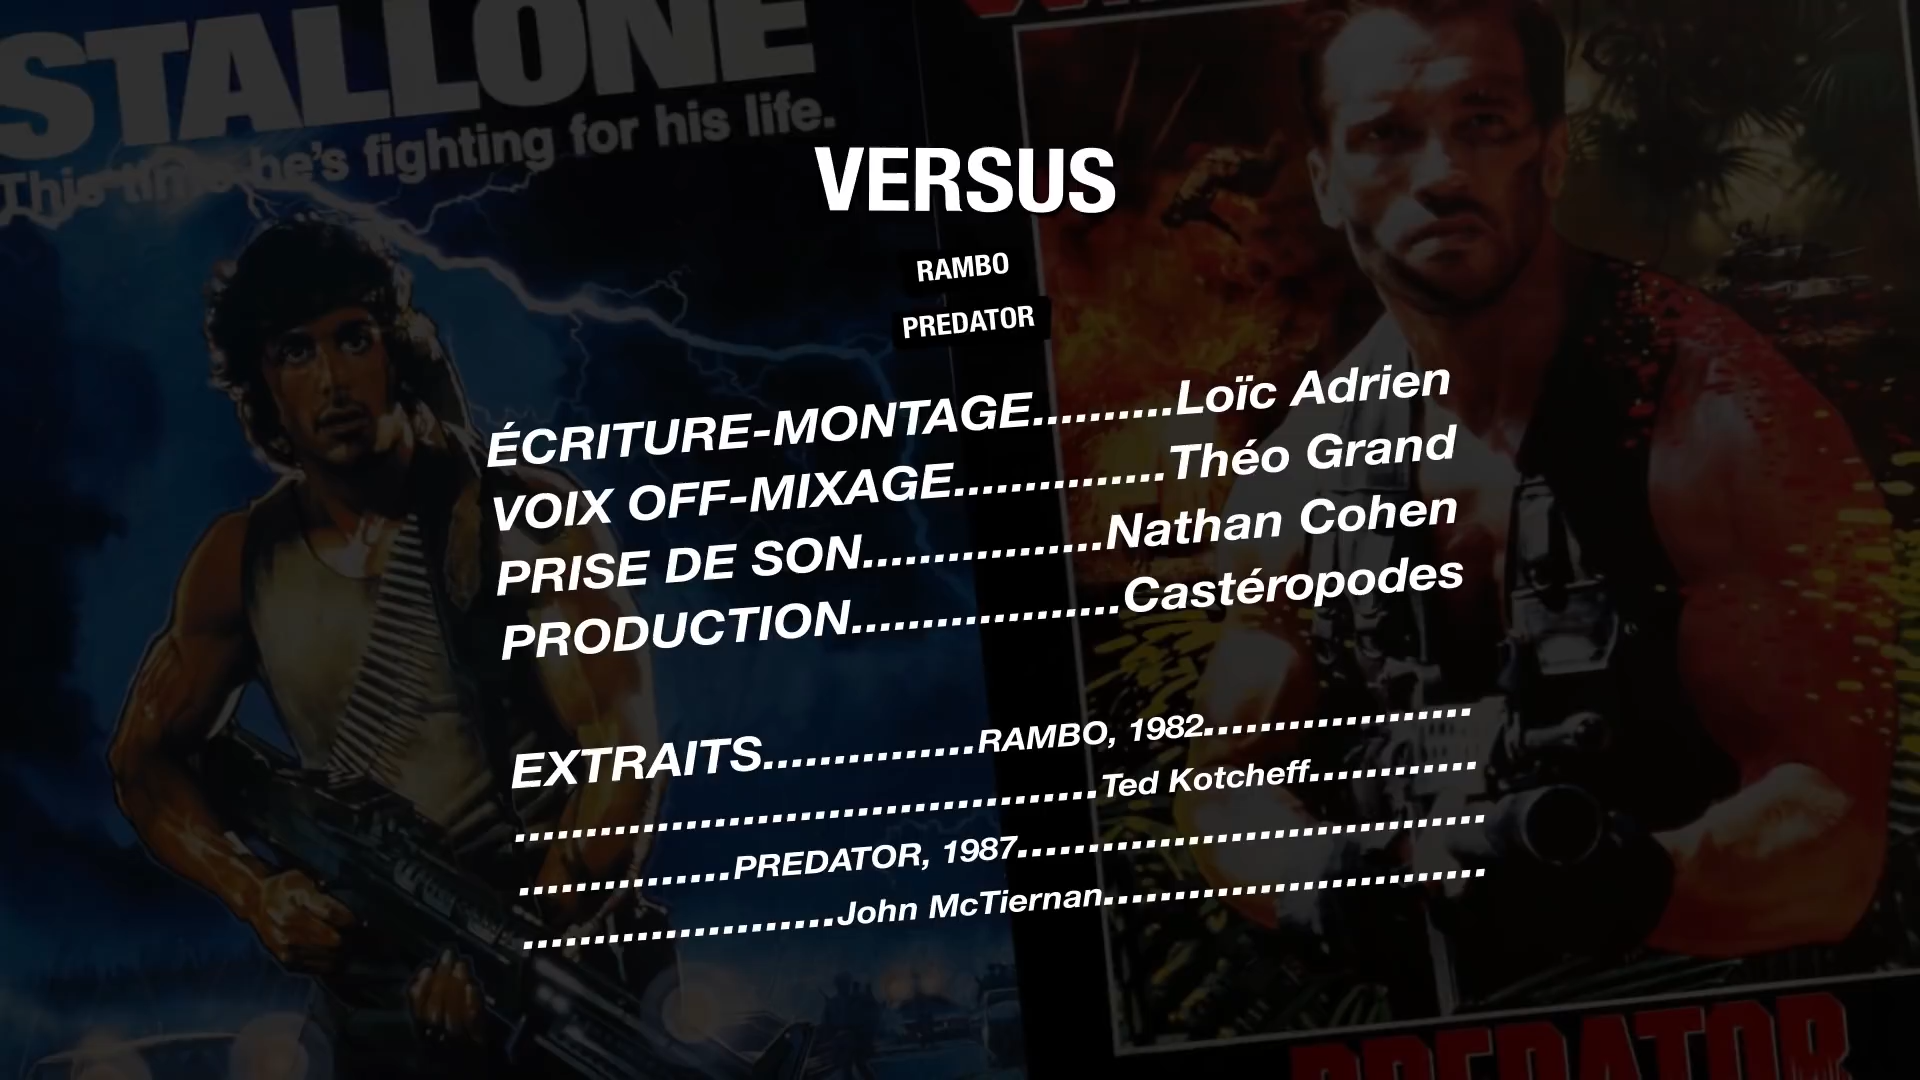 STALLONE
This time he's fighting for his life.
VERSUS
RAMBO
PREDATOR
ÉCRITURE-MONTAGE..........Loïc Adrien
VOIX OFF-MIXAGE...............Théo Grand
PRISE DE SON.................Nathan Cohen
PRODUCTION...................Castéropodes
EXTRAITS...............RAMBO, 1982...................
.........................................Ted Kotcheff............
...............PREDATOR, 1987.................................
......................John McTiernan...........................
PREDATOR